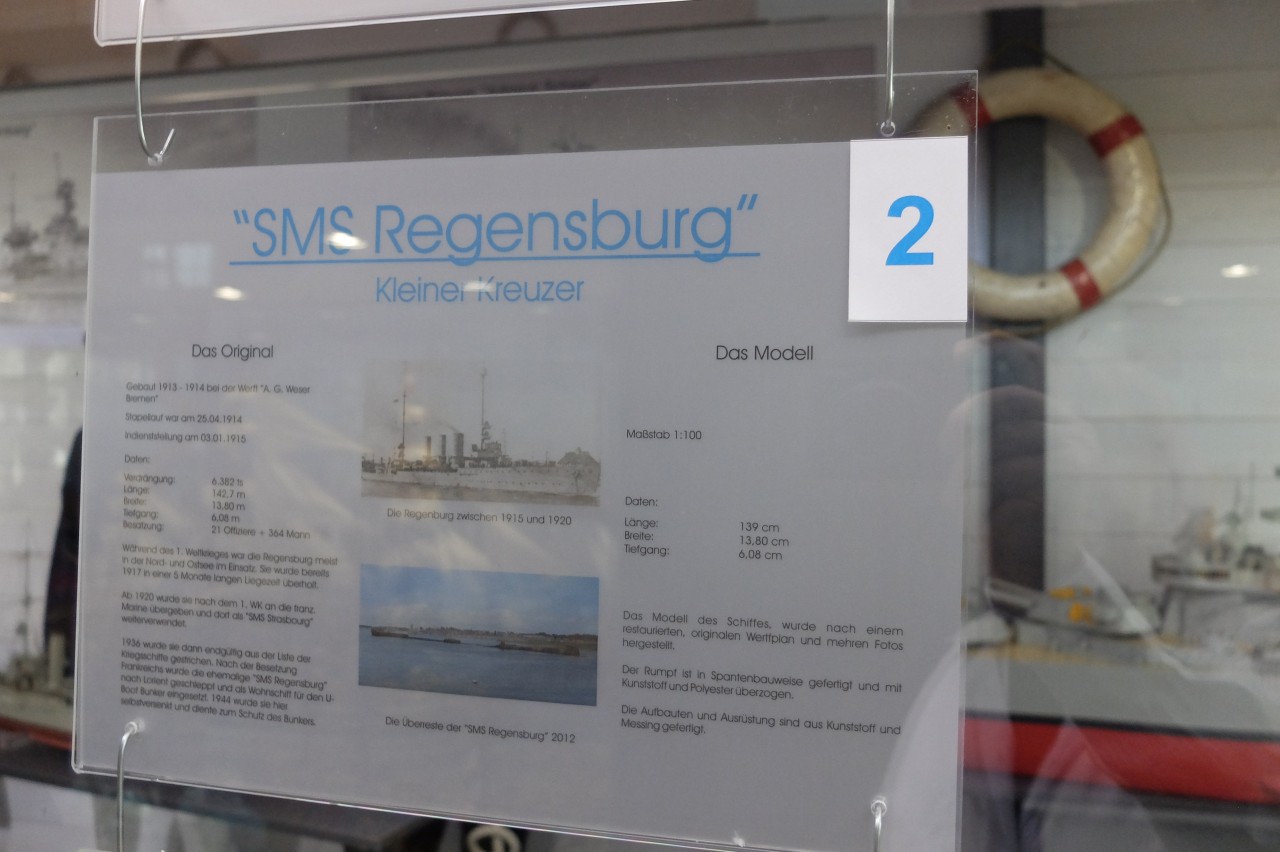 "SMS Regensburg"
Kleiner Kreuzer
2
Das Original
Gebaut 1913 - 1914 bei der Werft "A. G. Weser
Bremen"
Stapellauf war am 25.04.1914
Indienststellung am 03.01.1915
Daten:
Verdrängung: 6.382 ts
Länge: 142,7 m
Breite: 13,80 m
Tiefgang: 6,08 m
Besatzung: 21 Offiziere + 364 Mann
Während des 1. Weltkrieges war die Regensburg meist
in der Nord- und Ostsee im Einsatz. Sie wurde bereits
1917 in einer 5 Monate langen Liegezeit überholt.
Ab 1920 wurde sie nach dem 1. WK an die franz.
Marine übergeben und dort als "SMS Strasbourg"
weiterverwendet.
1936 wurde sie dann endgültig aus der Liste der
Kriegsschiffe gestrichen. Nach der Besetzung
Frankreichs wurde die ehemalige "SMS Regensburg"
nach Lorient geschleppt und als Wohnschiff für den U-
Boot Bunker eingesetzt. 1944 wurde sie hier
selbstversenkt und diente zum Schutz des Bunkers.
Die Regenburg zwischen 1915 und 1920
Die Überreste der "SMS Regensburg" 2012
Das Modell
Maßstab 1:100
Daten:
Länge: 139 cm
Breite: 13,80 cm
Tiefgang: 6,08 cm
Das Modell des Schiffes, wurde nach einem
restaurierten, originalen Werftplan und mehren Fotos
hergestellt.
Der Rumpf ist in Spantenbauweise gefertigt und mit
Kunststoff und Polyester überzogen.
Die Aufbauten und Ausrüstung sind aus Kunststoff und
Messing gefertigt.